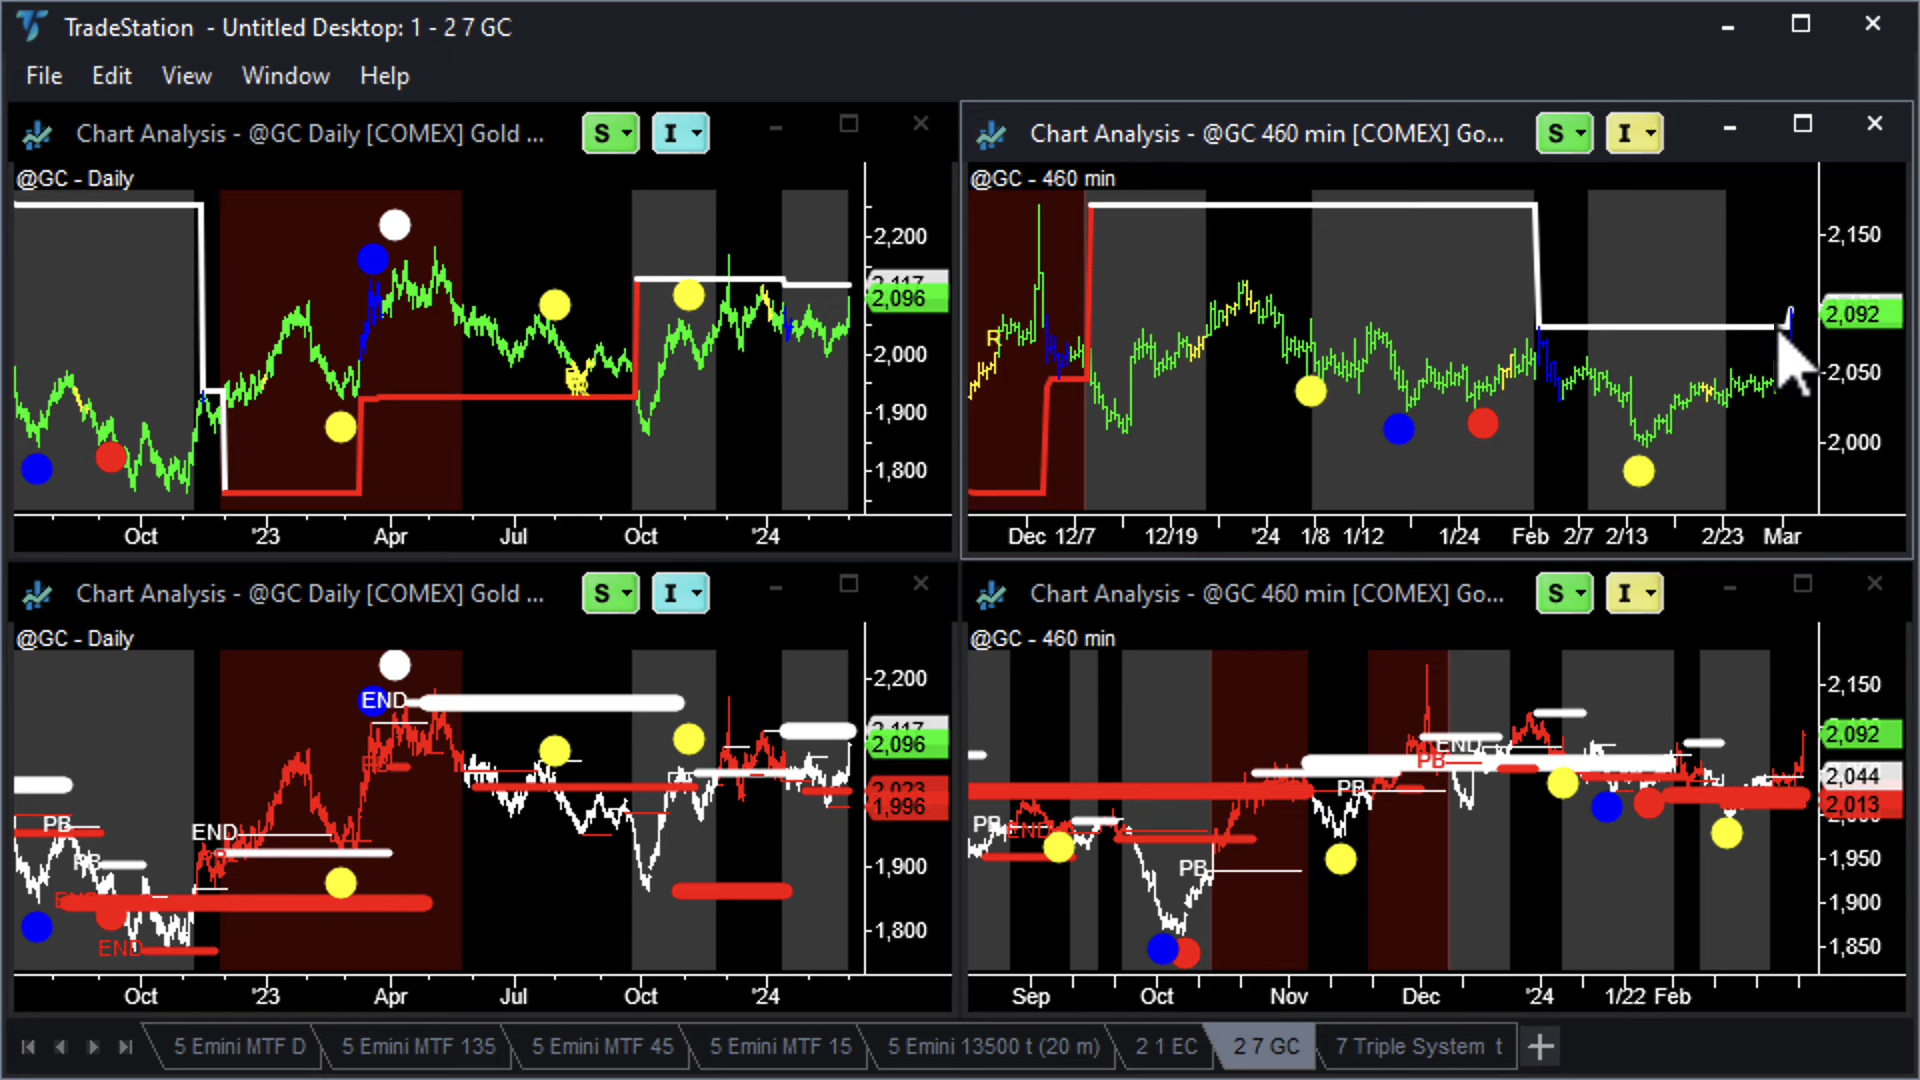 TradeStation - Untitled Desktop: 1 - 2 7 GC
File Edit View Window Help
Chart Analysis - @GC Daily [COMEX] Gold ...
S I
@GC - Daily
2,200
2,117
2,096
2,000
1,900
1,800
Oct '23 Apr Jul Oct '24
Chart Analysis - @GC 460 min [COMEX] Go...
S I
@GC - 460 min
R
2,150
2,092
2,050
2,000
Dec 12/7 12/19 '24 1/8 1/12 1/24 Feb 2/7 2/13 2/23 Mar
Chart Analysis - @GC Daily [COMEX] Gold ...
S I
@GC - Daily
END
PB
END
END
2,200
2,117
2,096
2,023
1,996
1,900
1,800
Oct '23 Apr Jul Oct '24
Chart Analysis - @GC 460 min [COMEX] Go...
S I
@GC - 460 min
END
PB
PB
PB
PB
END
2,150
2,092
2,044
2,013
1,950
1,900
1,850
Sep Oct Nov Dec '24 1/22 Feb
5 Emini MTF D 5 Emini MTF 135 5 Emini MTF 45 5 Emini MTF 15 5 Emini 13500 t (20 m) 2 1 EC 2 7 GC 7 Triple System t +